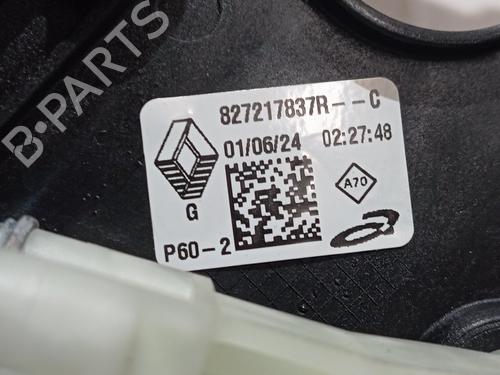 827217837R--C
01/06/24 02:27:48
A70
G
P60-2
B-PARTS